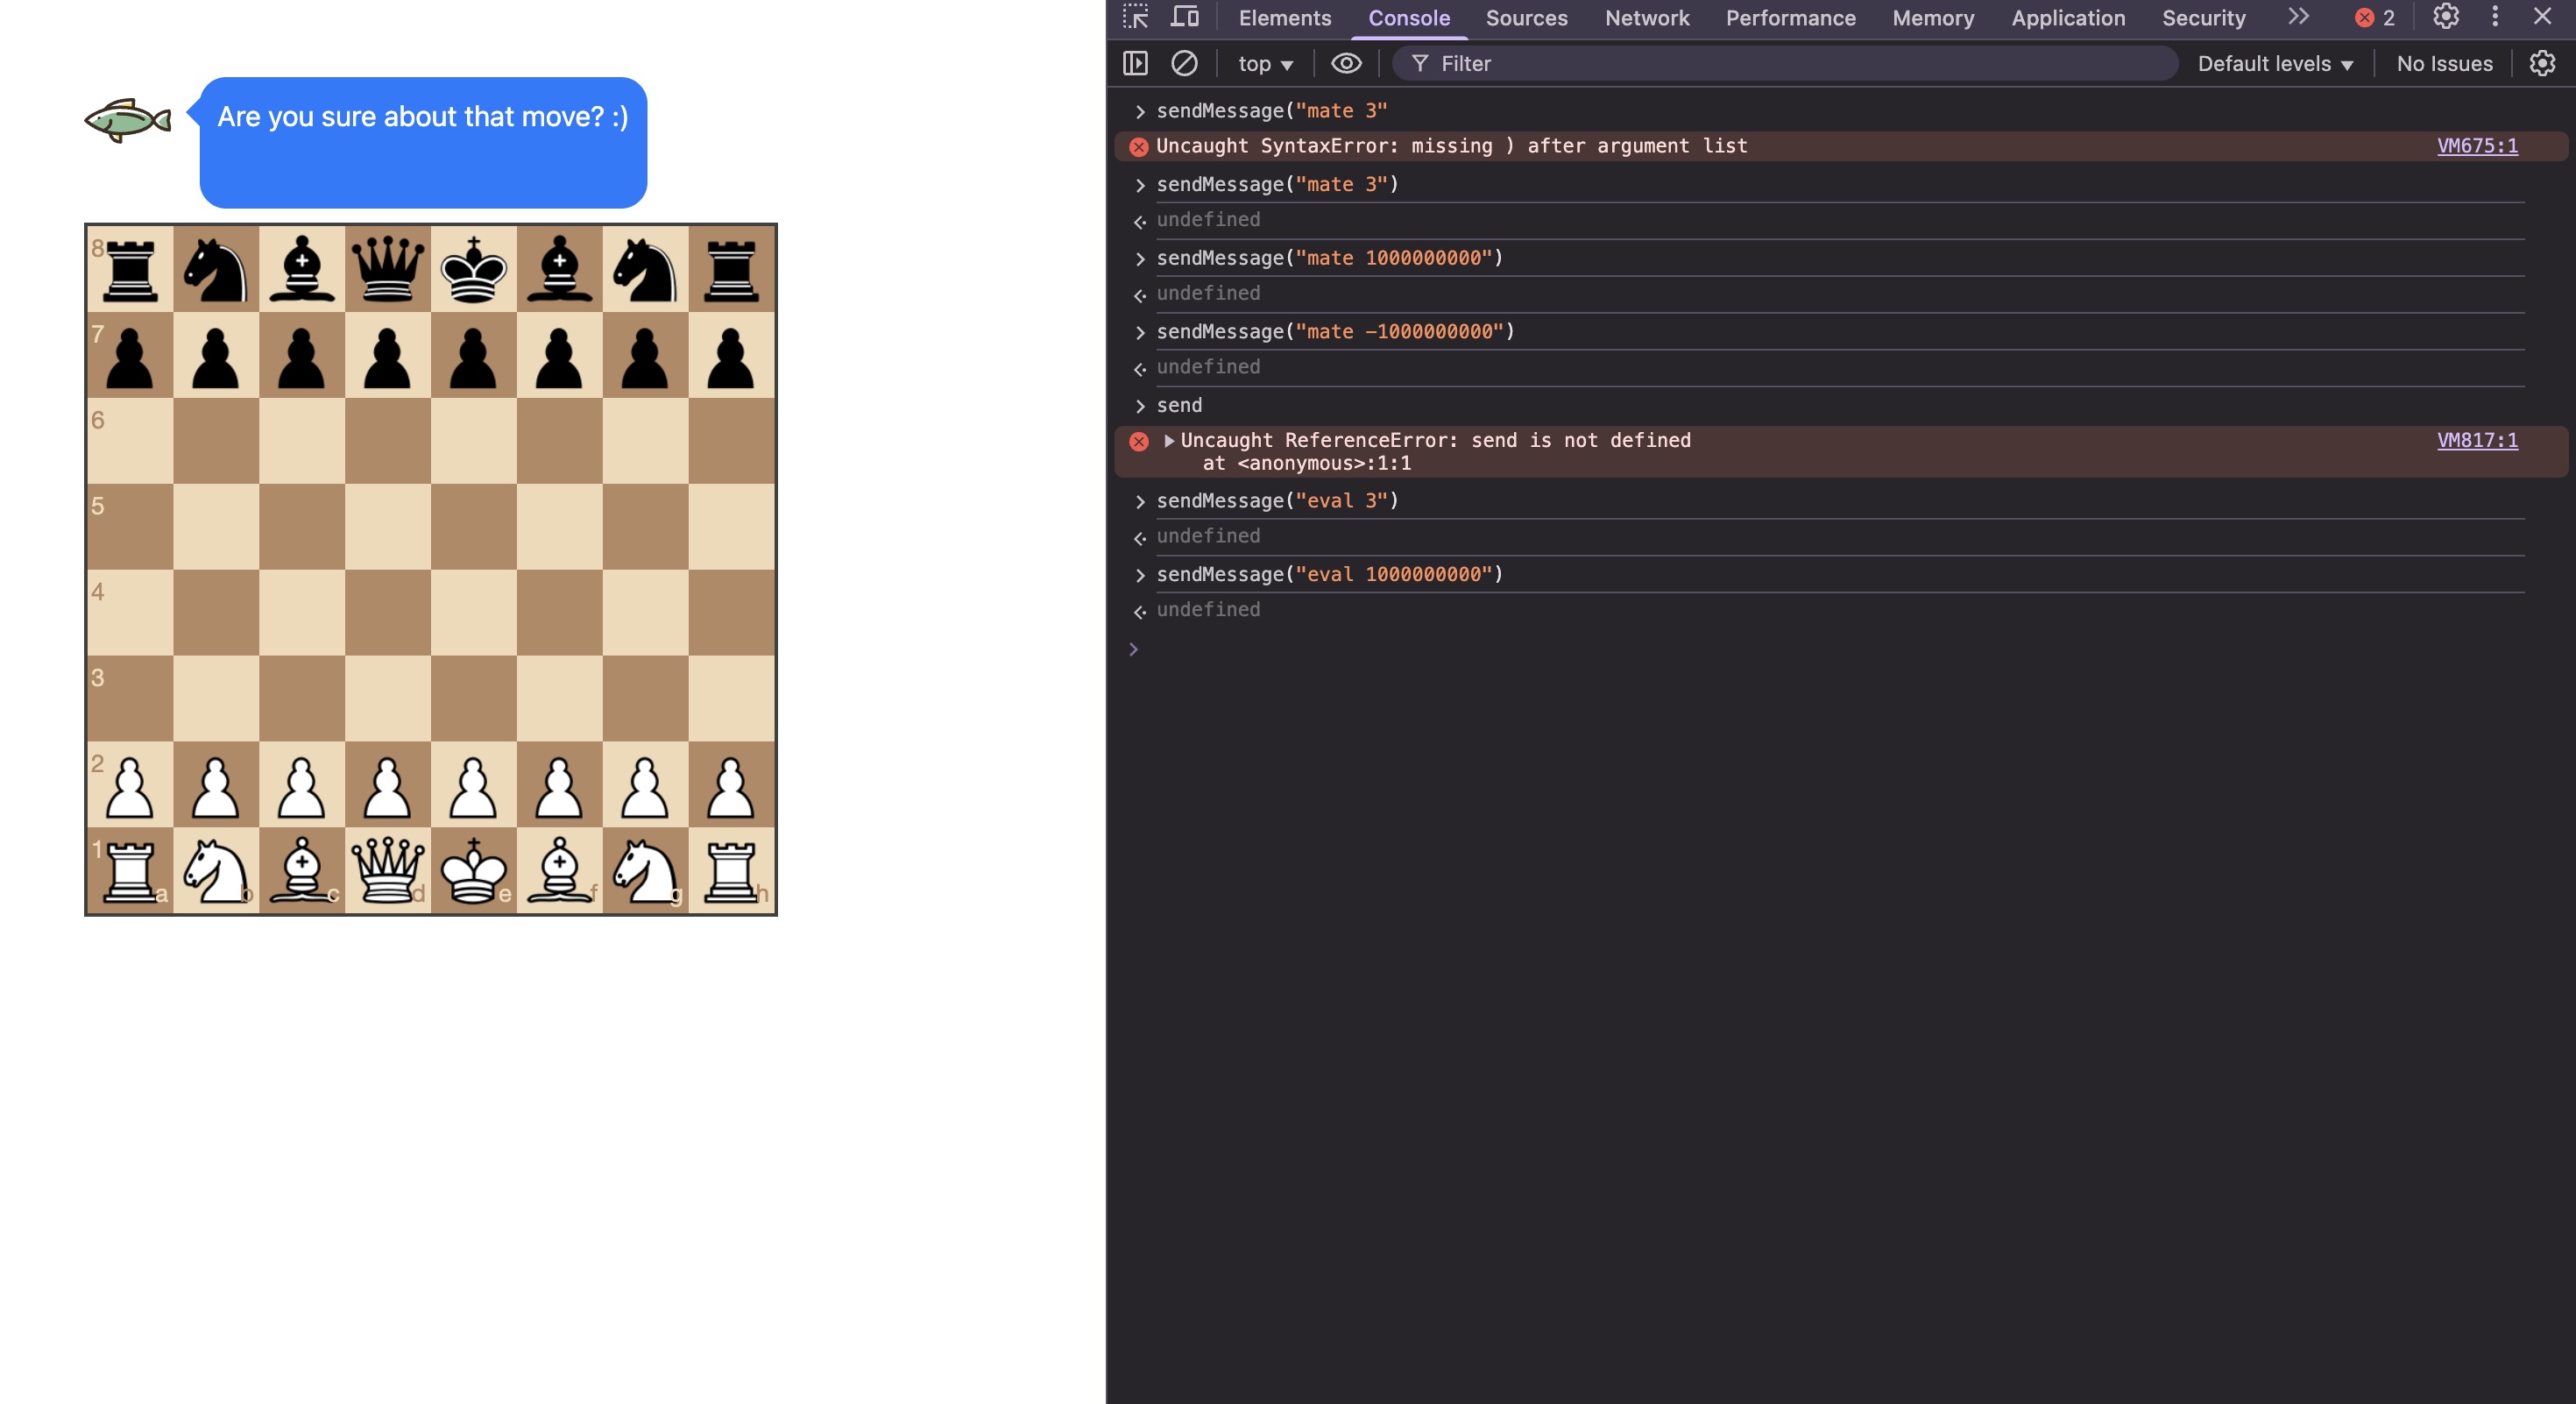 Are you sure about that move? :)
8
7
6
5
4
3
2
1
a b c d e f g h
Elements Console Sources Network Performance Memory Application Security 2
top Filter Default levels No Issues
sendMessage("mate 3"
Uncaught SyntaxError: missing ) after argument list VM675:1
sendMessage("mate 3")
undefined
sendMessage("mate 1000000000")
undefined
sendMessage("mate -1000000000")
undefined
send
Uncaught ReferenceError: send is not defined VM817:1
at <anonymous>:1:1
sendMessage("eval 3")
undefined
sendMessage("eval 1000000000")
undefined